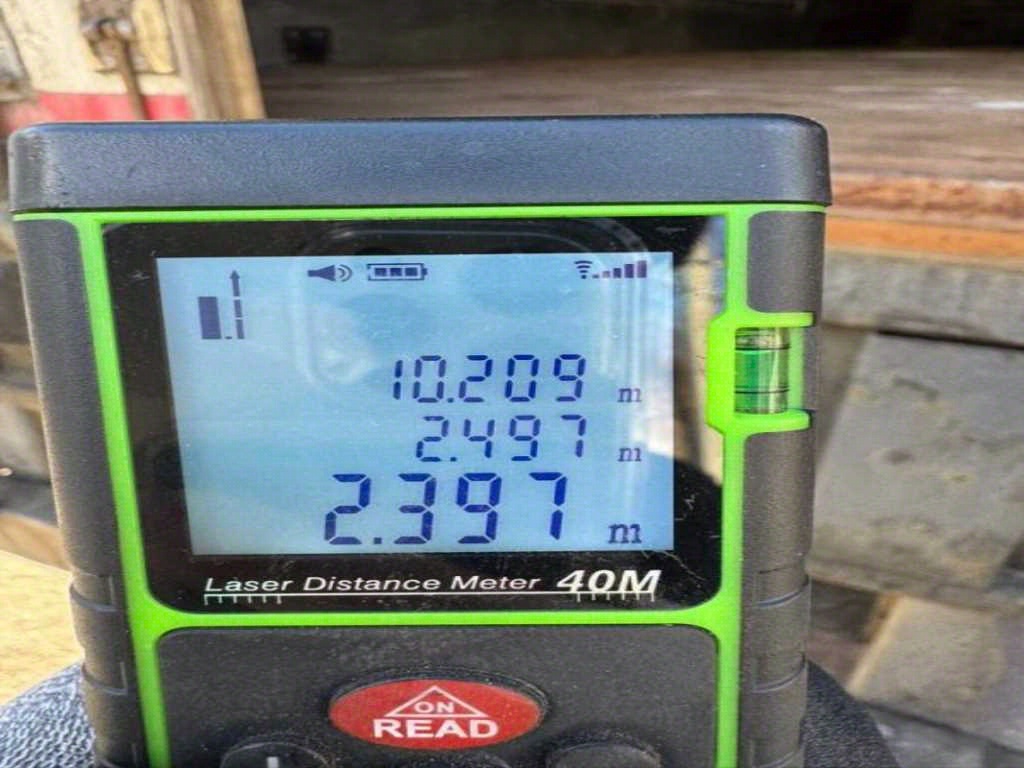 10.209 m
2.497 m
2.397 m
Laser Distance Meter 40M
ON
READ